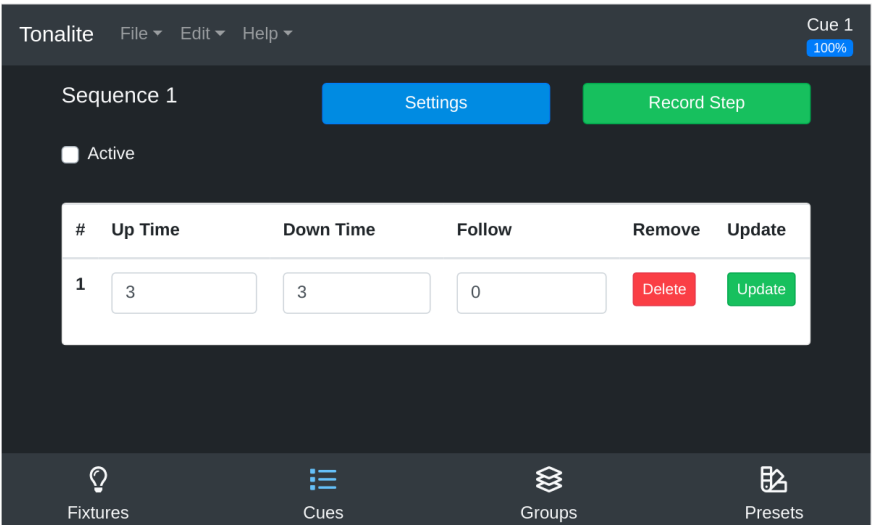 Tonalite File Edit Help Cue 1
100%
Sequence 1 Settings Record Step
Active
# Up Time Down Time Follow Remove Update
1 3 3 0 Delete Update
Fixtures Cues Groups Presets